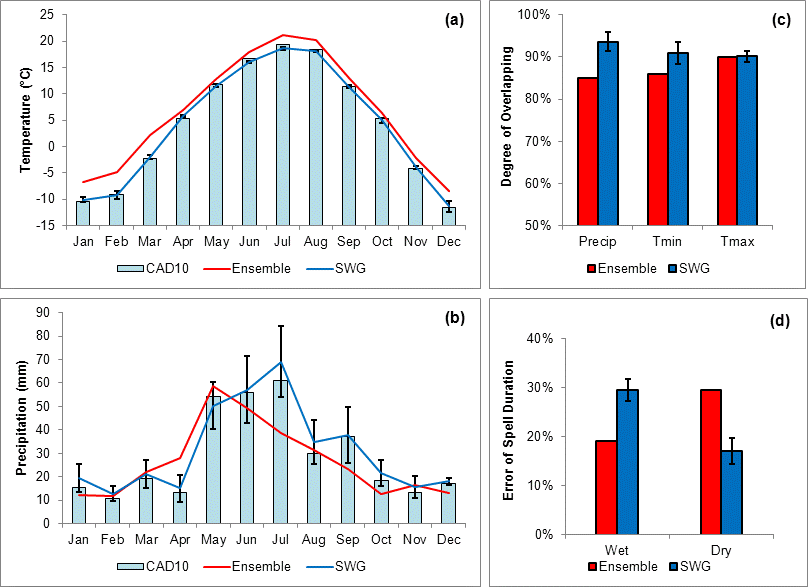 (a)
Temperature (°C)
25
20
15
10
5
0
-5
-10
-15
Jan Feb Mar Apr May Jun Jul Aug Sep Oct Nov Dec
CAD10 Ensemble SWG
(c)
Degree of Overlapping
100%
90%
80%
70%
60%
50%
Precip Tmin Tmax
Ensemble SWG
(b)
Precipitation (mm)
90
80
70
60
50
40
30
20
10
0
Jan Feb Mar Apr May Jun Jul Aug Sep Oct Nov Dec
CAD10 Ensemble SWG
(d)
Error of Spell Duration
40%
30%
20%
10%
0%
Wet Dry
Ensemble SWG